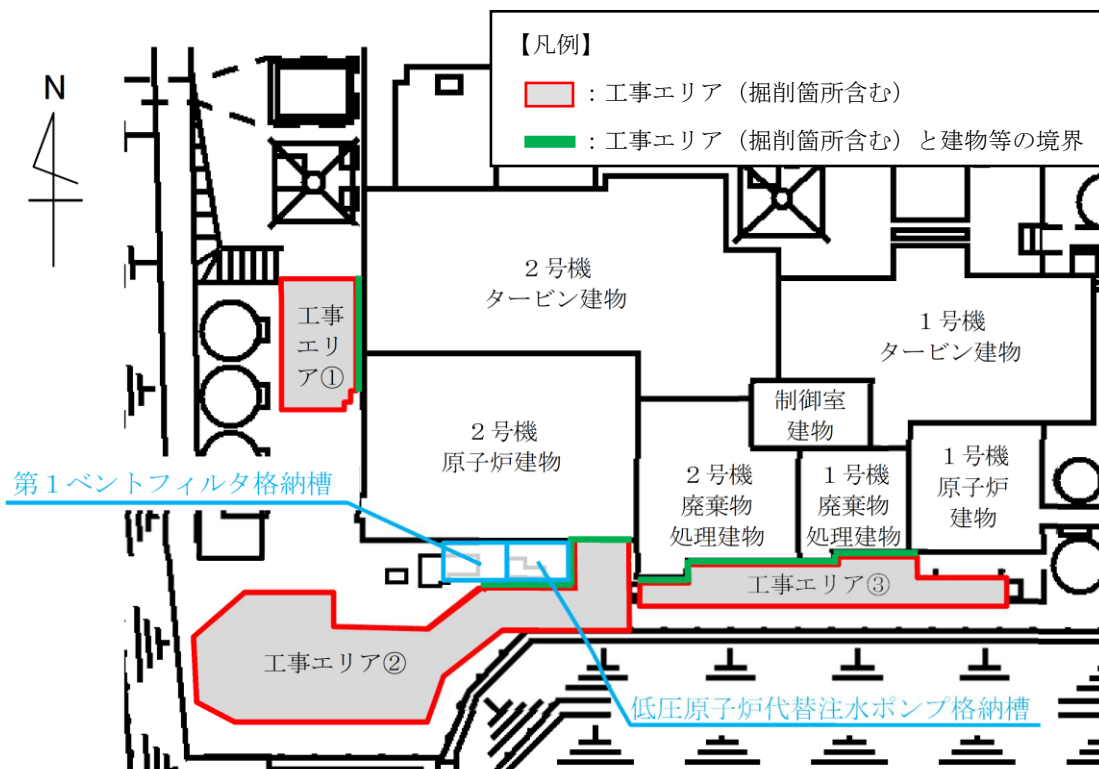 【凡例】
：工事エリア（掘削箇所含む）
：工事エリア（掘削箇所含む）と建物等の境界
N
２号機
タービン建物
１号機
タービン建物
工事
エリ
ア①
制御室
建物
２号機
原子炉建物
２号機
廃棄物
処理建物
１号機
廃棄物
処理建物
１号機
原子炉
建物
第１ベントフィルタ格納槽
工事エリア③
工事エリア②
低圧原子炉代替注水ポンプ格納槽